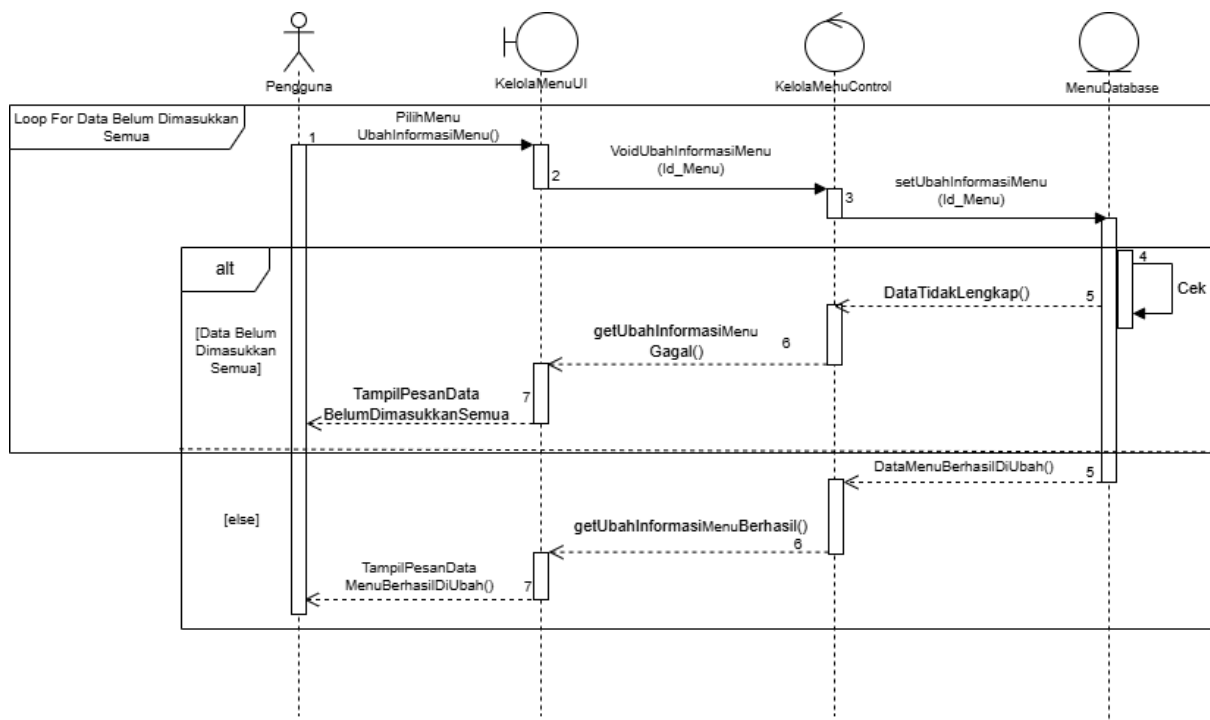 Pengguna
KelolaMenuUI
KelolaMenuControl
MenuDatabase
Loop For Data Belum Dimasukkan
Semua
1
PilihMenu
UbahInformasiMenu()
2
VoidUbahInformasiMenu
(Id_Menu)
3
setUbahInformasiMenu
(Id_Menu)
alt
4
Cek
[Data Belum
Dimasukkan
Semua]
DataTidakLengkap()
5
getUbahInformasiMenu
Gagal()
6
TampilPesanData
BelumDimasukkanSemua
7
DataMenuBerhasilDiUbah()
5
[else]
getUbahInformasiMenuBerhasil()
6
TampilPesanData
MenuBerhasilDiUbah()
7